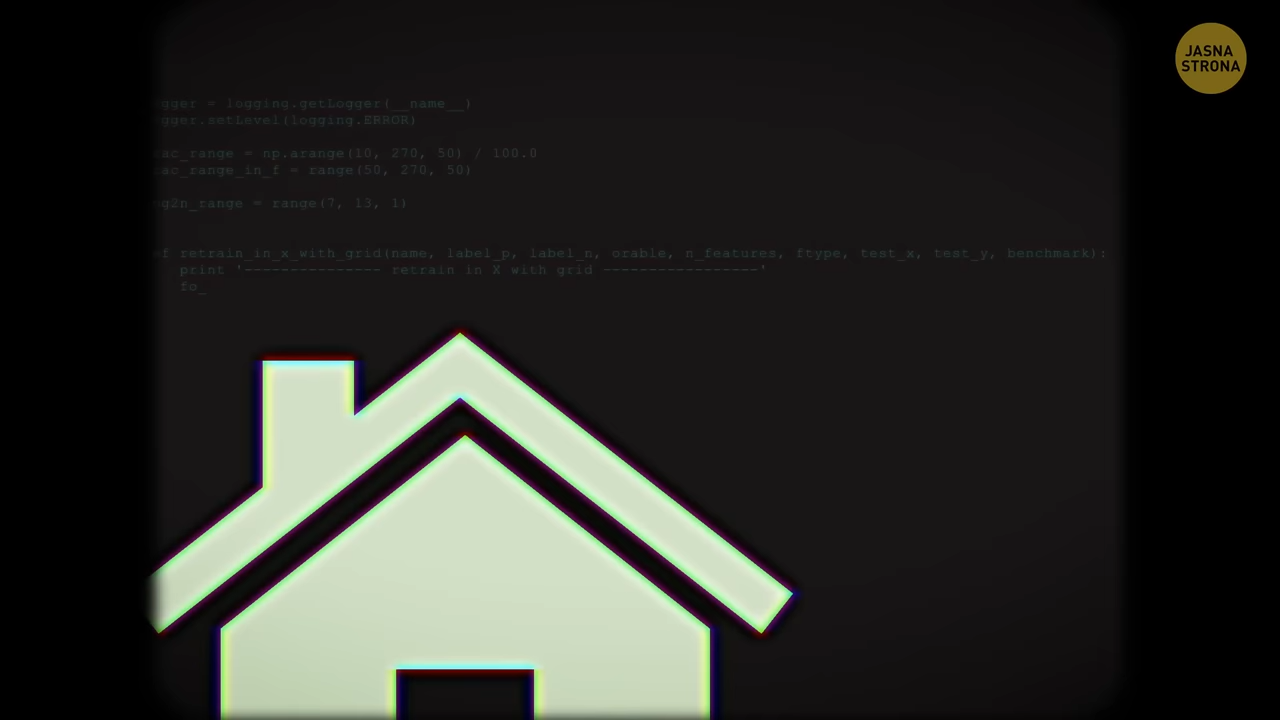 JASNA
STRONA
gger = logging.getLogger(__name__)
gger.setLevel(logging.ERROR)
ac_range = np.arange(10, 270, 50) / 100.0
ac_range_in_f = range(50, 270, 50)
g2n_range = range(7, 13, 1)
f retrain_in_x_with_grid(name, label_p, label_n, orable, n_features, ftype, test_x, test_y, benchmark):
print '--------------- retrain in X with grid -----------------'
fo_